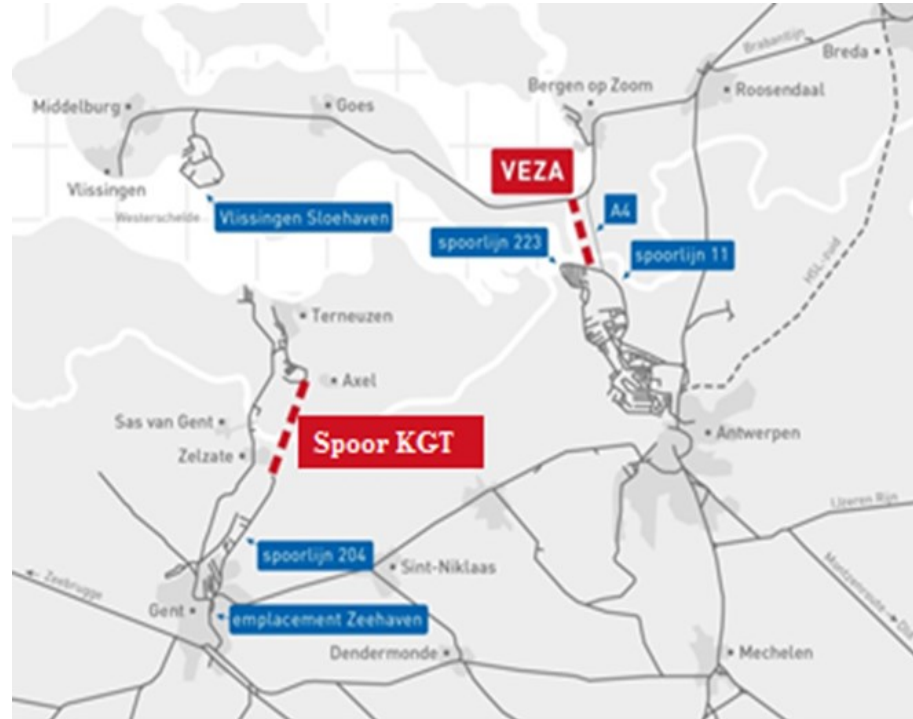 Brabantijn
Breda
Bergen op Zoom
Roosendaal
Middelburg
Goes
VEZA
Vlissingen
Westerschelde
Vlissingen Sloehaven
A4
spoorlijn 223
spoorlijn 11
HSL-zuid
Terneuzen
Axel
Sas van Gent
Spoor KGT
Zelzate
Antwerpen
IJzeren Rijn
spoorlijn 204
Sint-Niklaas
← Zeebrugge
Montzenroute →
Gent
emplacement Zeehaven
Dendermonde
Mechelen